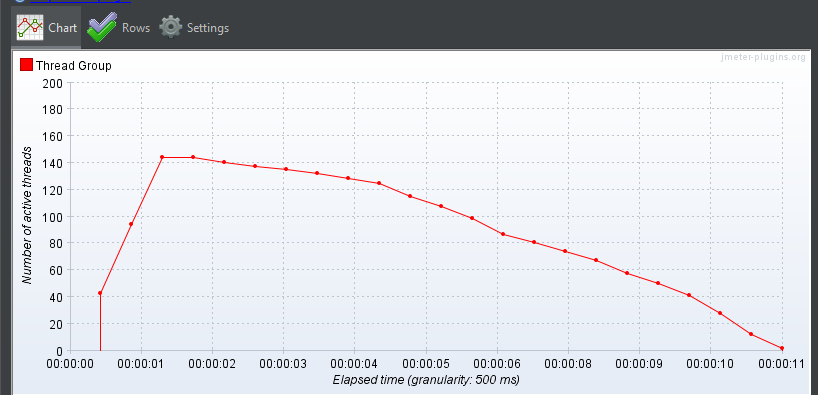 Chart Rows Settings
jmeter-plugins.org
Thread Group
200
180
160
140
120
100
80
60
40
20
0
Number of active threads
00:00:00 00:00:01 00:00:02 00:00:03 00:00:04 00:00:05 00:00:06 00:00:08 00:00:09 00:00:10 00:00:11
Elapsed time (granularity: 500 ms)